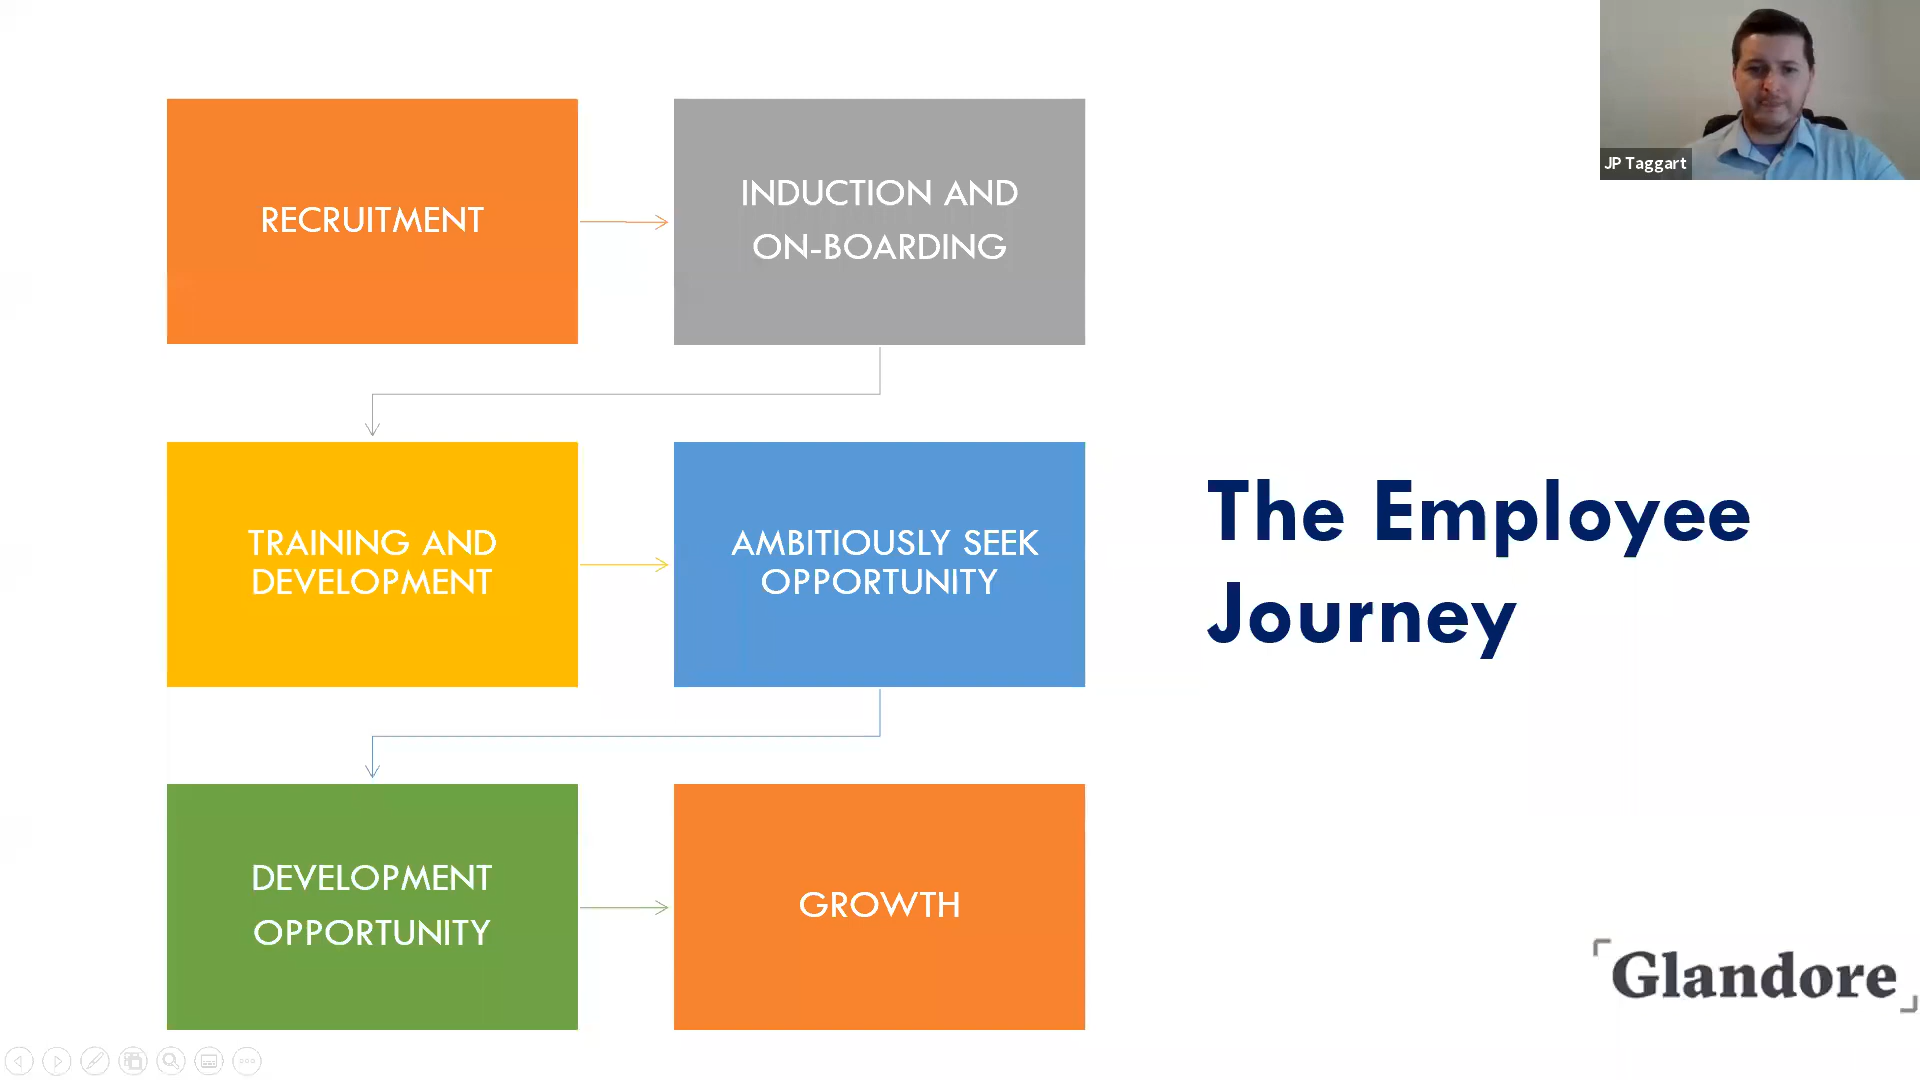 RECRUITMENT
INDUCTION AND
ON-BOARDING
TRAINING AND
DEVELOPMENT
AMBITIOUSLY SEEK
OPPORTUNITY
DEVELOPMENT
OPPORTUNITY
GROWTH
The Employee
Journey
JP Taggart
Glandore